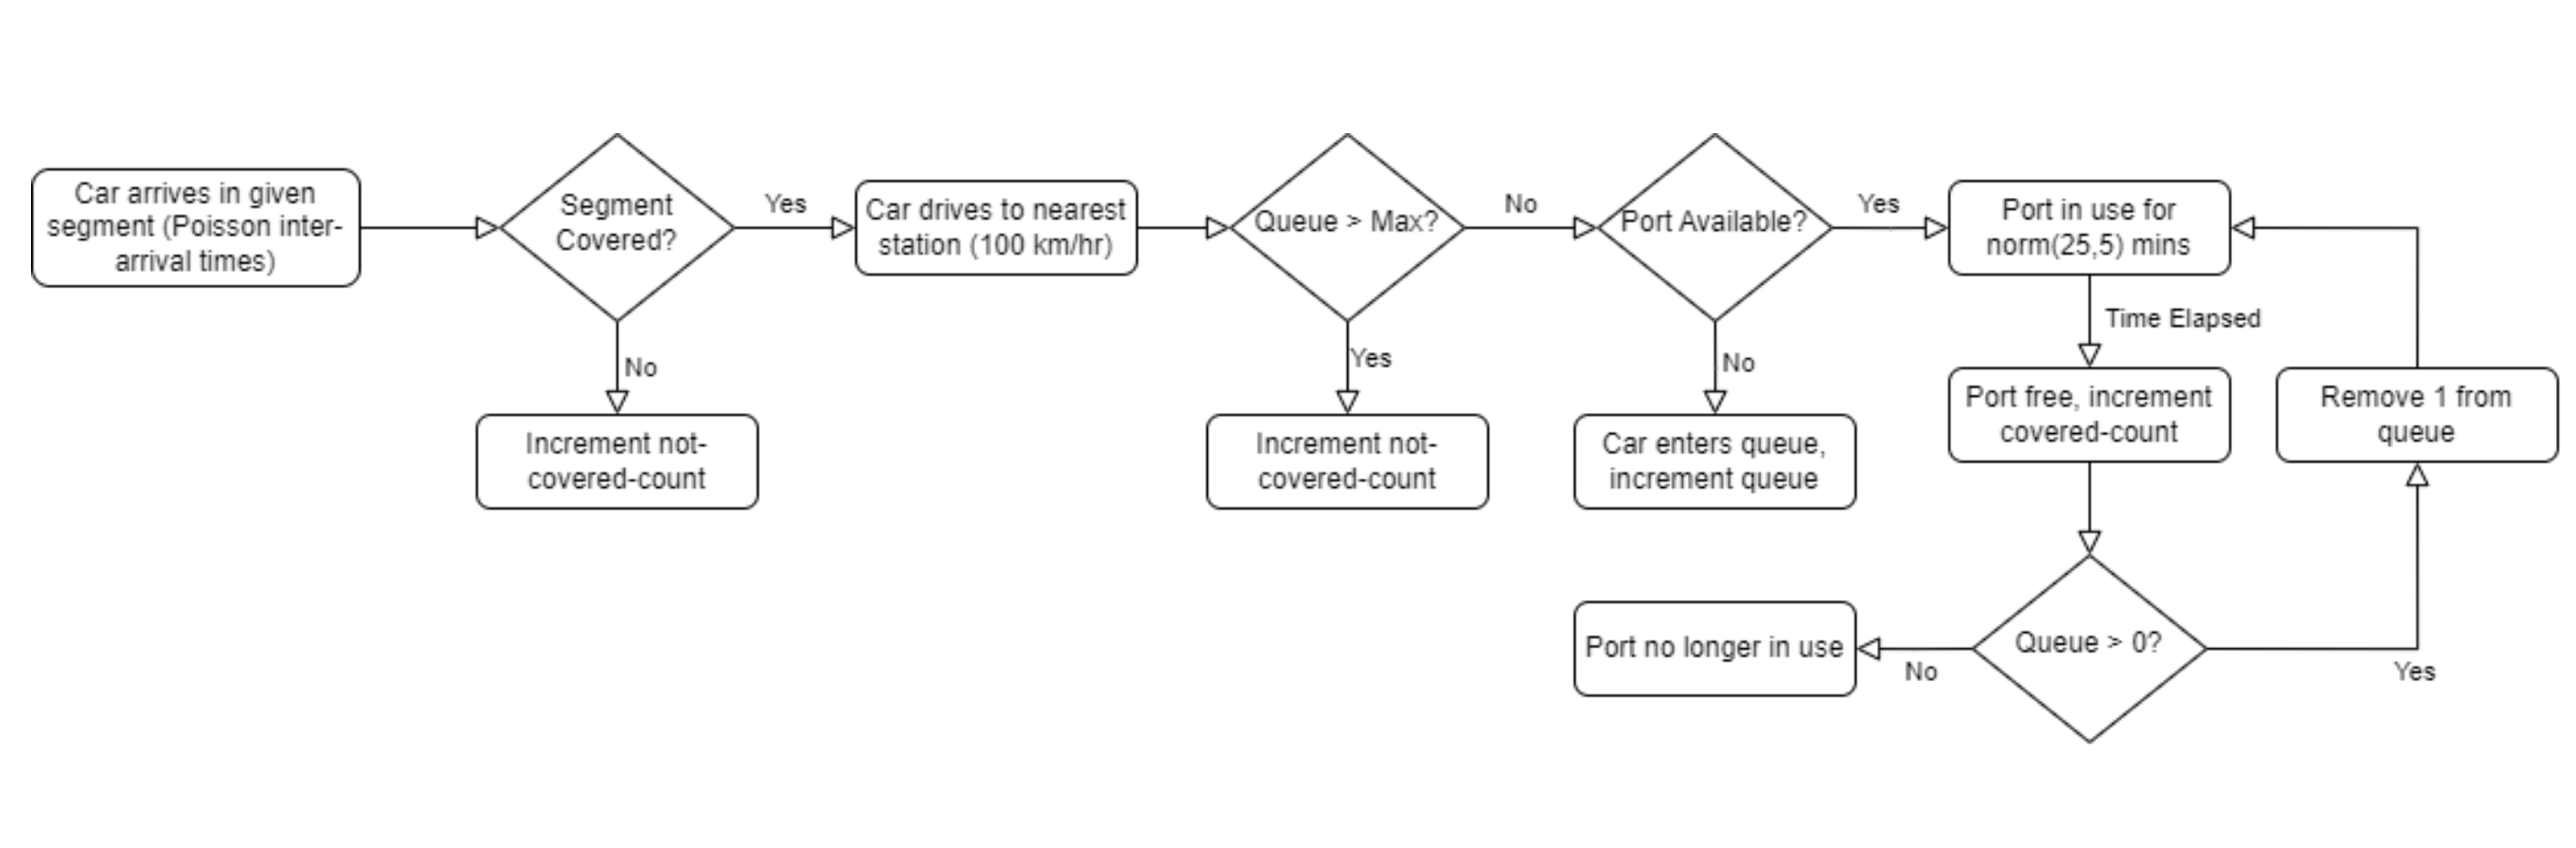 Car arrives in given
segment (Poisson inter-
arrival times)
Segment
Covered?
Yes
No
Increment not-
covered-count
Car drives to nearest
station (100 km/hr)
Queue > Max?
No
Yes
Increment not-
covered-count
Port Available?
Yes
No
Car enters queue,
increment queue
Port in use for
norm(25,5) mins
Time Elapsed
Port free, increment
covered-count
Queue > 0?
No
Port no longer in use
Yes
Remove 1 from
queue